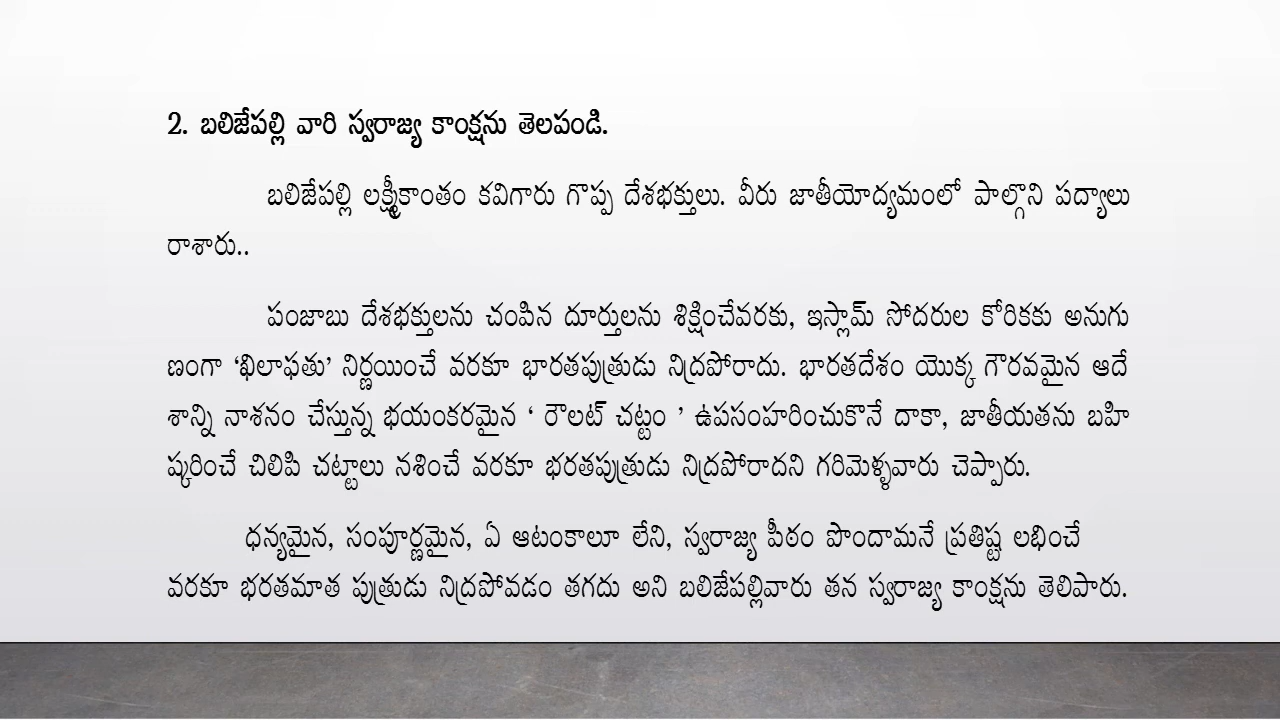 2. బలిజేపల్లి వారి స్వరాజ్య కాంక్షను తెలపండి.
బలిజేపల్లి లక్ష్మీకాంతం కవిగారు గొప్ప దేశభక్తులు. వీరు జాతీయోద్యమంలో పాల్గొని పద్యాలు
రాశారు..
పంజాబు దేశభక్తులను చంపిన దూర్తులను శిక్షించేవరకు, ఇస్లామ్ సోదరుల కోరికకు అనుగు
ణంగా ‘ఖిలాఫతు’ నిర్ణయించే వరకూ భారతపుత్రుడు నిద్రపోరాదు. భారతదేశం యొక్క గౌరవమైన ఆదే
శాన్ని నాశనం చేస్తున్న భయంకరమైన ‘ రౌలట్ చట్టం ’ ఉపసంహరించుకొనే దాకా, జాతీయతను బహి
ష్కరించే చిలిపి చట్టాలు నశించే వరకూ భరతపుత్రుడు నిద్రపోరాదని గరిమెళ్ళవారు చెప్పారు.
ధన్యమైన, సంపూర్ణమైన, ఏ ఆటంకాలూ లేని, స్వరాజ్య పీఠం పొందామనే ప్రతిష్ట లభించే
వరకూ భరతమాత పుత్రుడు నిద్రపోవడం తగదు అని బలిజేపల్లివారు తన స్వరాజ్య కాంక్షను తెలిపారు.